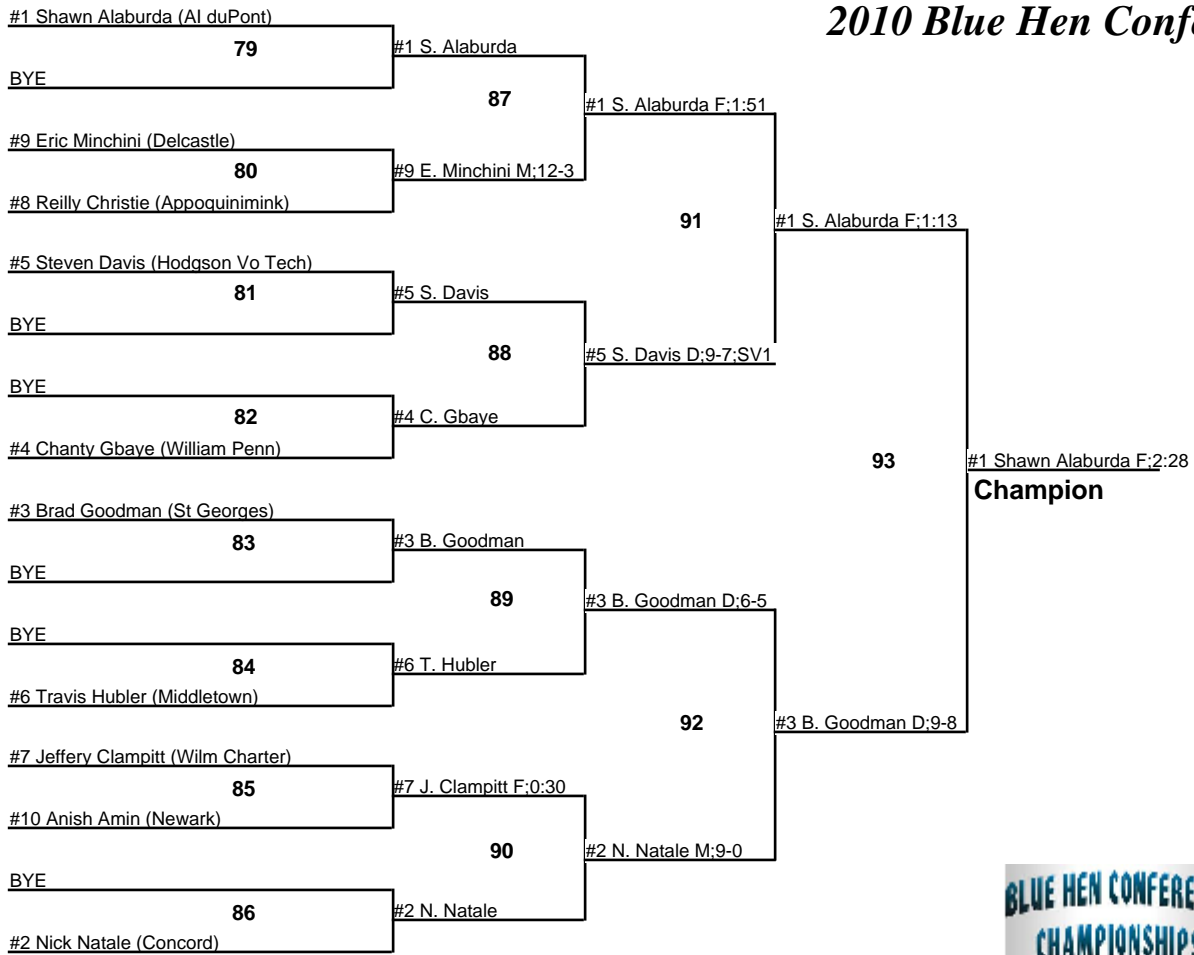 2010 Blue Hen
#1 Shawn Alaburda (AI duPont)
79
BYE
#1 S. Alaburda
87
#9 Eric Minchini (Delcastle)
80
#8 Reilly Christie (Appoquinimink)
#9 E. Minchini M;12-3
#1 S. Alaburda F;1:51
91
#5 Steven Davis (Hodgson Vo Tech)
81
BYE
#5 S. Davis
88
BYE
82
#4 Chanty Gbaye (William Penn)
#4 C. Gbaye
#5 S. Davis D;9-7;SV1
#1 S. Alaburda F;1:13
93
#3 Brad Goodman (St Georges)
83
BYE
#3 B. Goodman
89
BYE
84
#6 Travis Hubler (Middletown)
#6 T. Hubler
#3 B. Goodman D;6-5
92
#7 Jeffery Clampitt (Wilm Charter)
85
#10 Anish Amin (Newark)
#7 J. Clampitt F;0:30
90
BYE
86
#2 Nick Natale (Concord)
#2 N. Natale
#2 N. Natale M;9-0
#3 B. Goodman D;9-8
#1 Shawn Alaburda F;2:28
Champion
BLUE HEN
CHAMPIONSHIPS